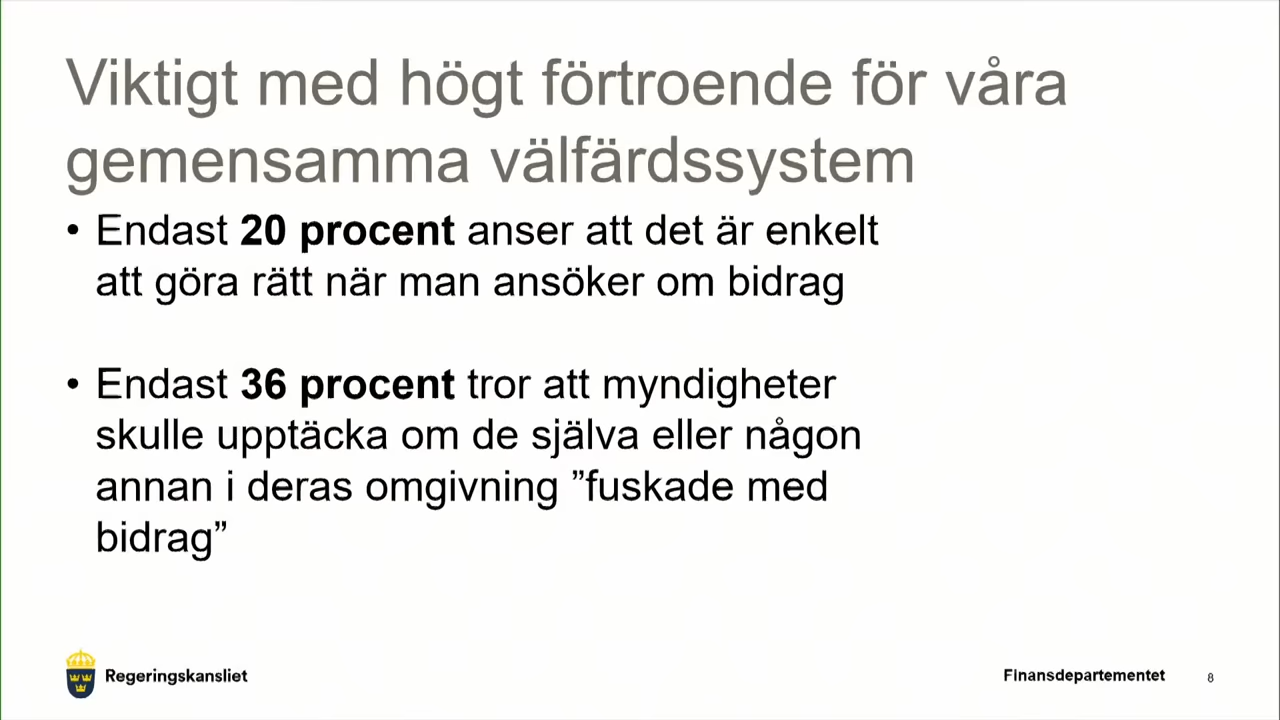 Viktigt med högt förtroende för våra
gemensamma välfärdssystem
• Endast 20 procent anser att det är enkelt
att göra rätt när man ansöker om bidrag
• Endast 36 procent tror att myndigheter
skulle upptäcka om de själva eller någon
annan i deras omgivning ”fuskade med
bidrag”
Regeringskansliet
Finansdepartementet
8